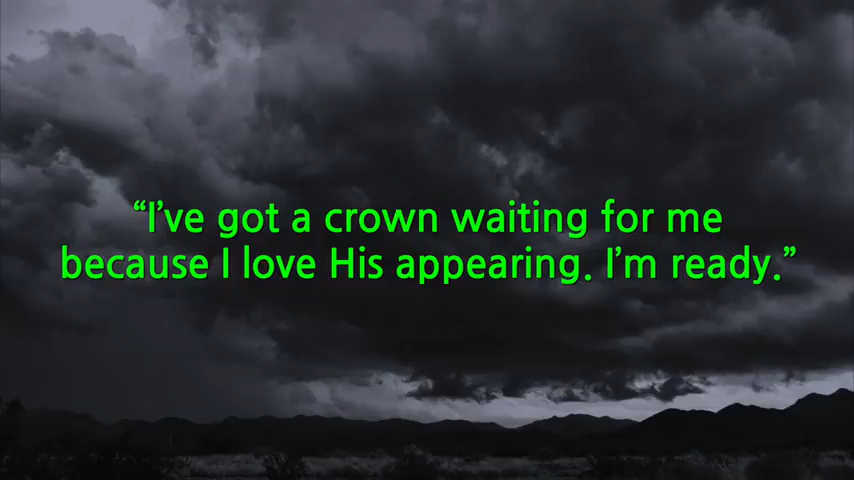 “I’ve got a crown waiting for me
because I love His appearing. I’m ready.”